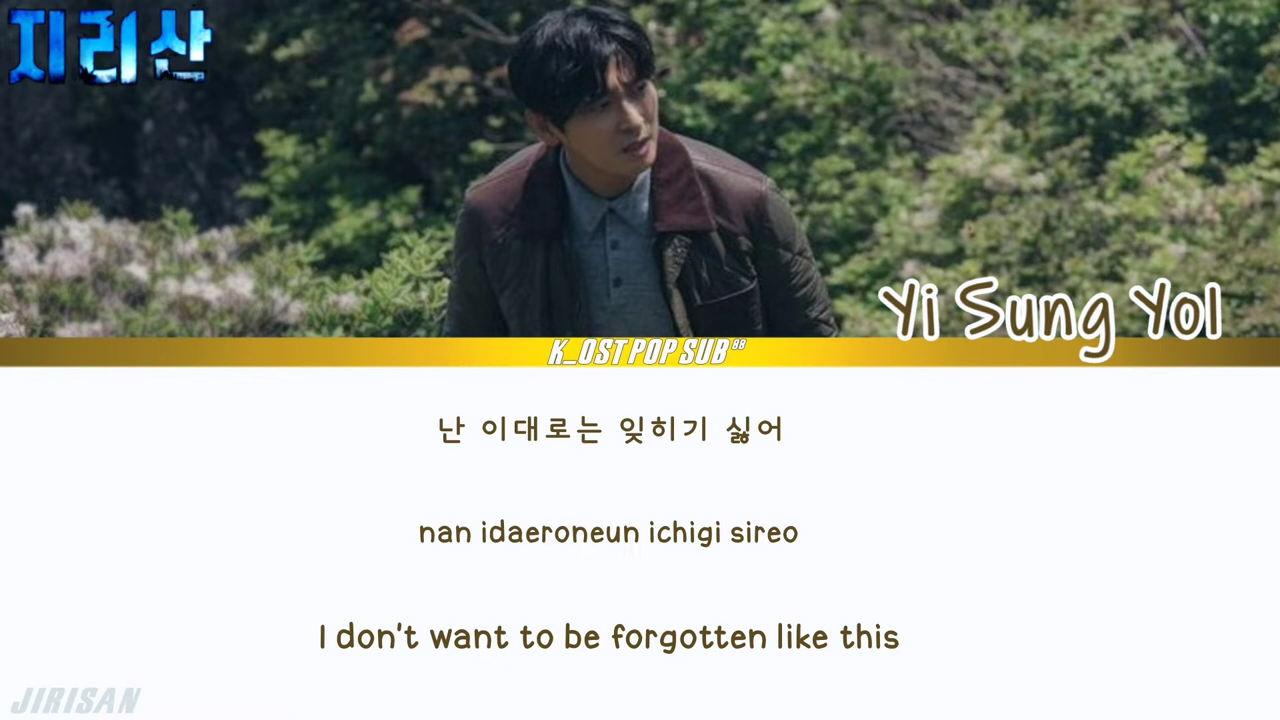 지리산
Yi Sung Yol
K_OST POP SUB 98
난 이대로는 잊히기 싫어
nan idaeroneun ichigi sireo
I don't want to be forgotten like this
JIRISAN